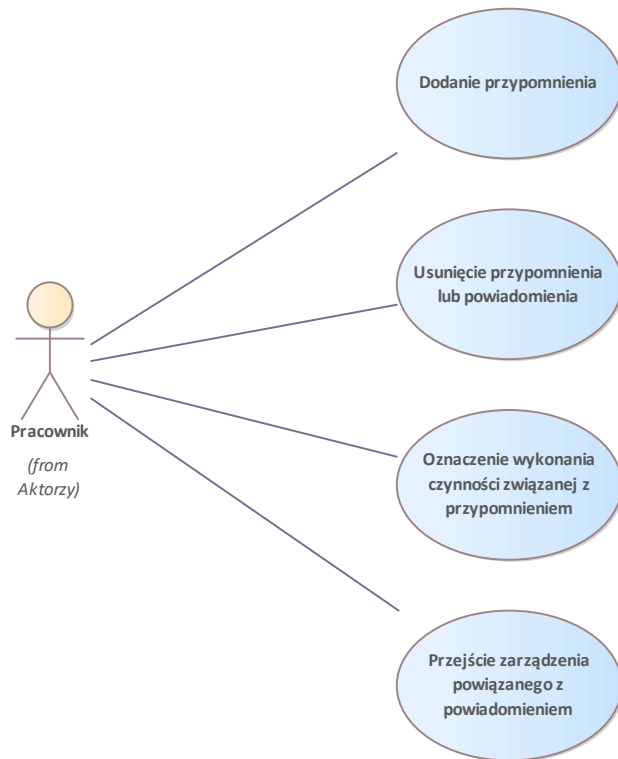 Dodanie przypomnienia
Usunięcie przypomnienia
lub powiadomienia
Pracownik
(from
Aktorzy)
Oznaczenie wykonania
czynności związanej z
przypomnieniem
Przejście zarządzenia
powiązanego z
powiadomieniem